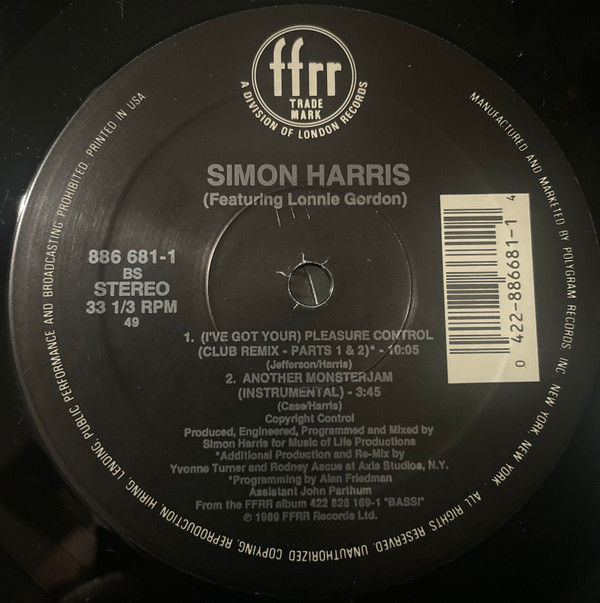 ffrr
TRADE
MARK
A DIVISION OF LONDON RECORDS
SIMON HARRIS
(Featuring Lonnie Gordon)
886 681-1
BS
STEREO
33 1/3 RPM
49
1. (I'VE GOT YOUR) PLEASURE CONTROL
(CLUB REMIX - PARTS 1 & 2)* - 10:05
(Jefferson/Harris)
2. ANOTHER MONSTERJAM
(INSTRUMENTAL) - 3:45
(Case/Harris)
Copyright Control
Produced, Engineered, Programmed and Mixed by
Simon Harris for Music of Life Productions
*Additional Production and Re-Mix by
Yvonne Turner and Rodney Ascue at Axis Studios, N.Y.
*Programming by Alan Friedman
Assistant John Parthum
From the FFRR album 422 828 169-1 "BASS!"
℗ 1989 FFRR Records Ltd.
0 422-886681-1 4
MANUFACTURED AND MARKETED BY POLYGRAM RECORDS, INC. NEW YORK, NEW YORK. ALL RIGHTS RESERVED. UNAUTHORIZED COPYING, REPRODUCTION, HIRING, LENDING, PUBLIC PERFORMANCE AND BROADCASTING PROHIBITED. PRINTED IN USA